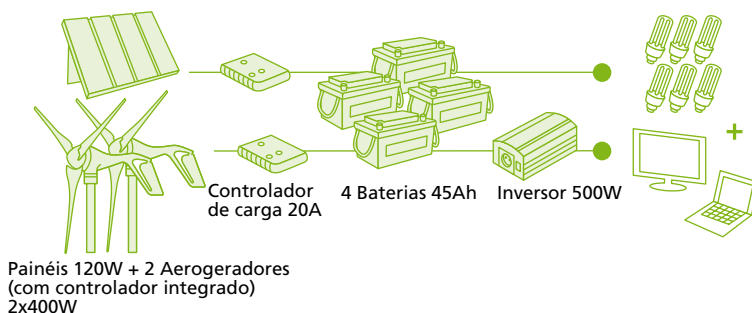 Controlador
de carga 20A
4 Baterias 45Ah
Inversor 500W
+
Painéis 120W + 2 Aerogeradores
(com controlador integrado)
2x400W